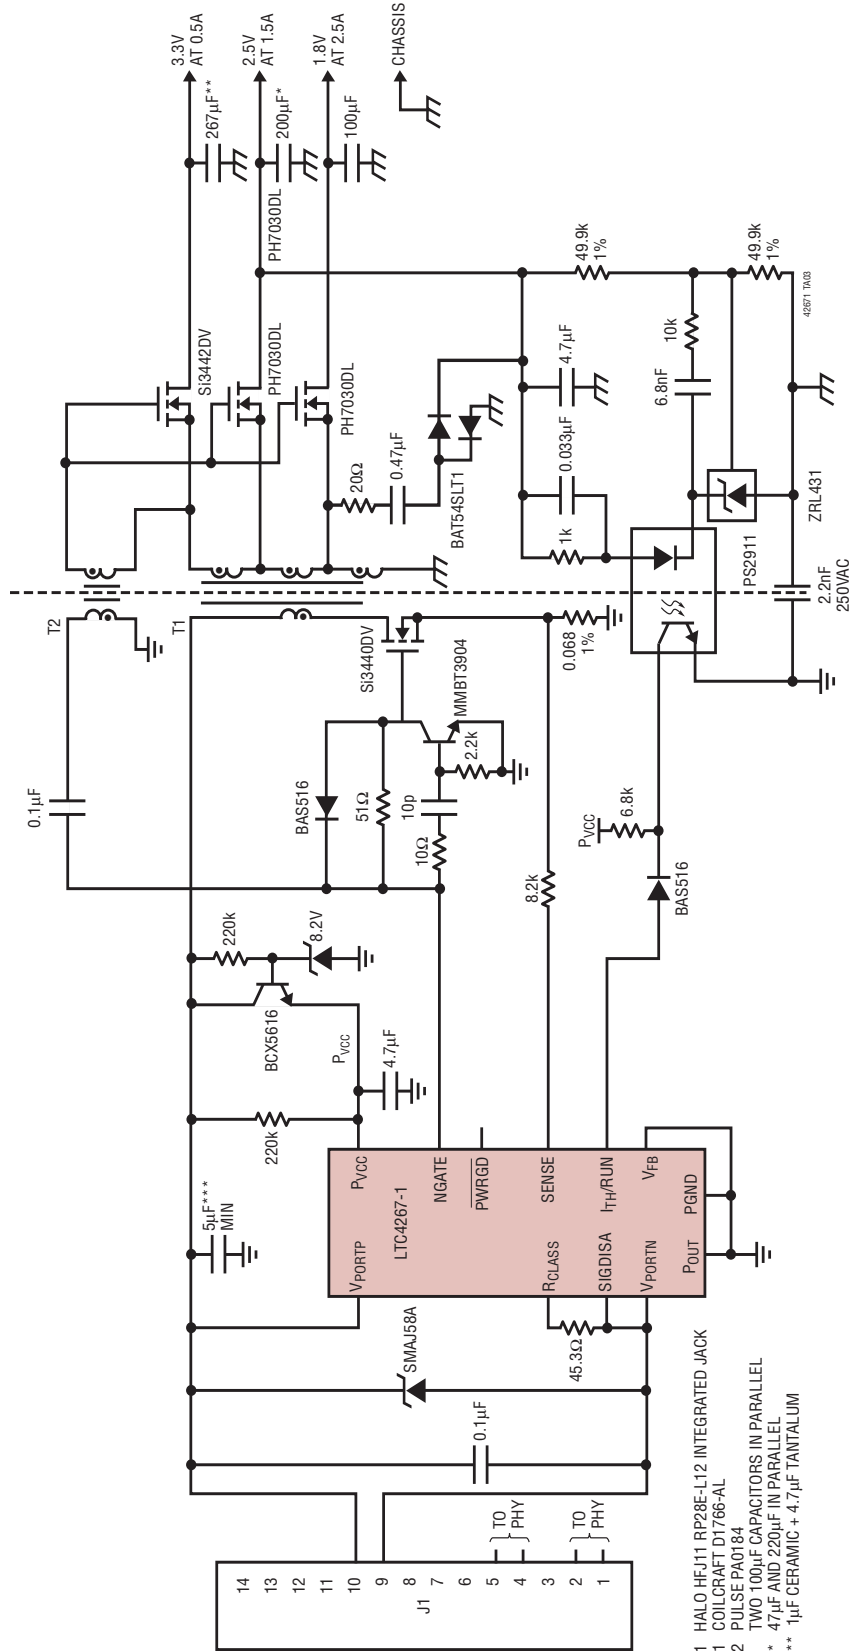 14
13
12
11
10
9
8
7
6
5
4
3
2
1
J1
TO
PHY
TO
PHY
0.1µF
SMAJ58A
5µF***
MIN
220k
PVCC
4.7µF
BCX5616
220k
8.2V
VPORTP
PVCC
LTC4267-1
NGATE
PWRGD
RCLASS
SENSE
SIGDISA
ITH/RUN
VPORTN
VFB
POUT
PGND
45.3Ω
0.1µF
T2
T1
BAS516
51Ω
10p
10Ω
MMBT3904
2.2k
Si3440DV
8.2k
0.068
1%
PVCC
6.8k
BAS516
Si3442DV
PH7030DL
PH7030DL
PH7030DL
3.3V
AT 0.5A
2.5V
AT 1.5A
1.8V
AT 2.5A
CHASSIS
267µF**
200µF*
100µF
20Ω
0.47µF
BAT54SLT1
1k
0.033µF
4.7µF
49.9k
1%
6.8nF
10k
49.9k
1%
PS2911
ZRL431
2.2nF
250VAC
42671 TA03
1 HALO HFJ11 RP28E-L12 INTEGRATED JACK
1 COILCRAFT D1766-AL
2 PULSE PA0184
TWO 100µF CAPACITORS IN PARALLEL
* 47µF AND 220µF IN PARALLEL
** 1µF CERAMIC + 4.7µF TANTALUM